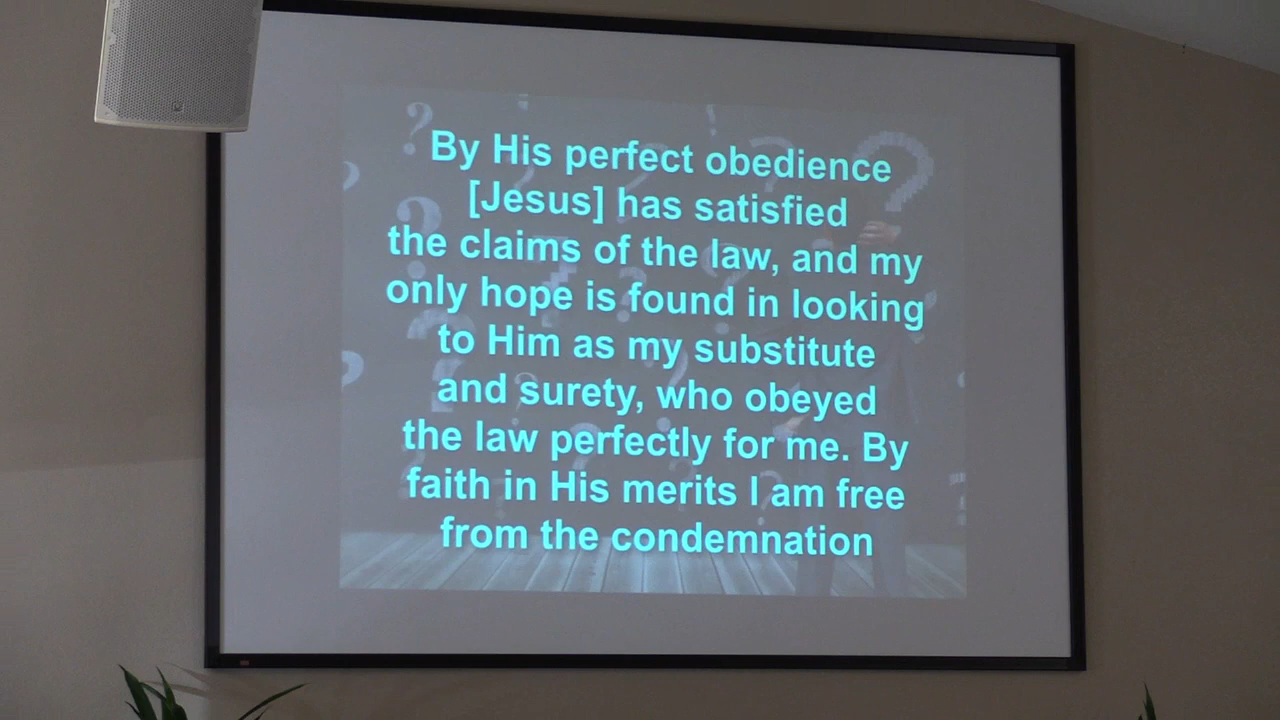 By His perfect obedience
[Jesus] has satisfied
the claims of the law, and my
only hope is found in looking
to Him as my substitute
and surety, who obeyed
the law perfectly for me. By
faith in His merits I am free
from the condemnation